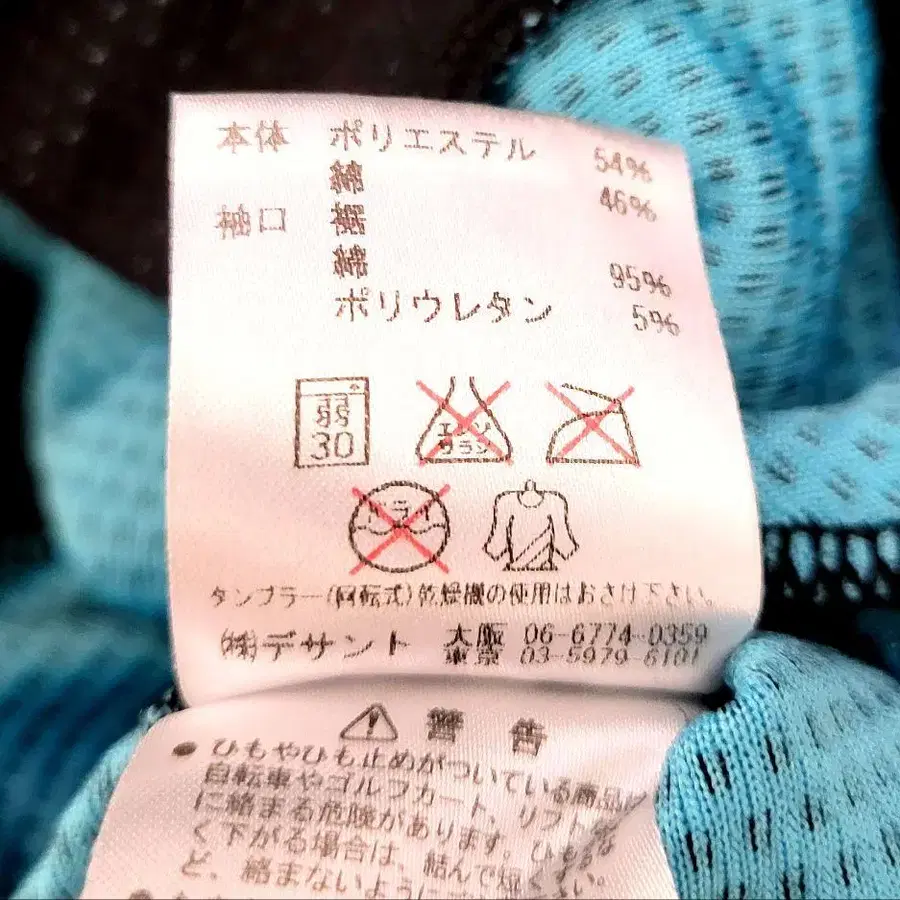 本体 ポリエステル 54%
綿 46%
袖口 裾
綿 95%
ポリウレタン 5%
弱
30
エンソ
サラシ
ドライ
タンブラー(回転式)乾燥機の使用はおさけ下さい。
㈱デサント 大阪 06-6774-0359
東京 03-5979-6101
警告
●ひもやひも止めがついている商品は
自転車やゴルフカート、リフト
に絡まる危険があります。ひも
く下がる場合は、結んで短くす
ど、絡まないように